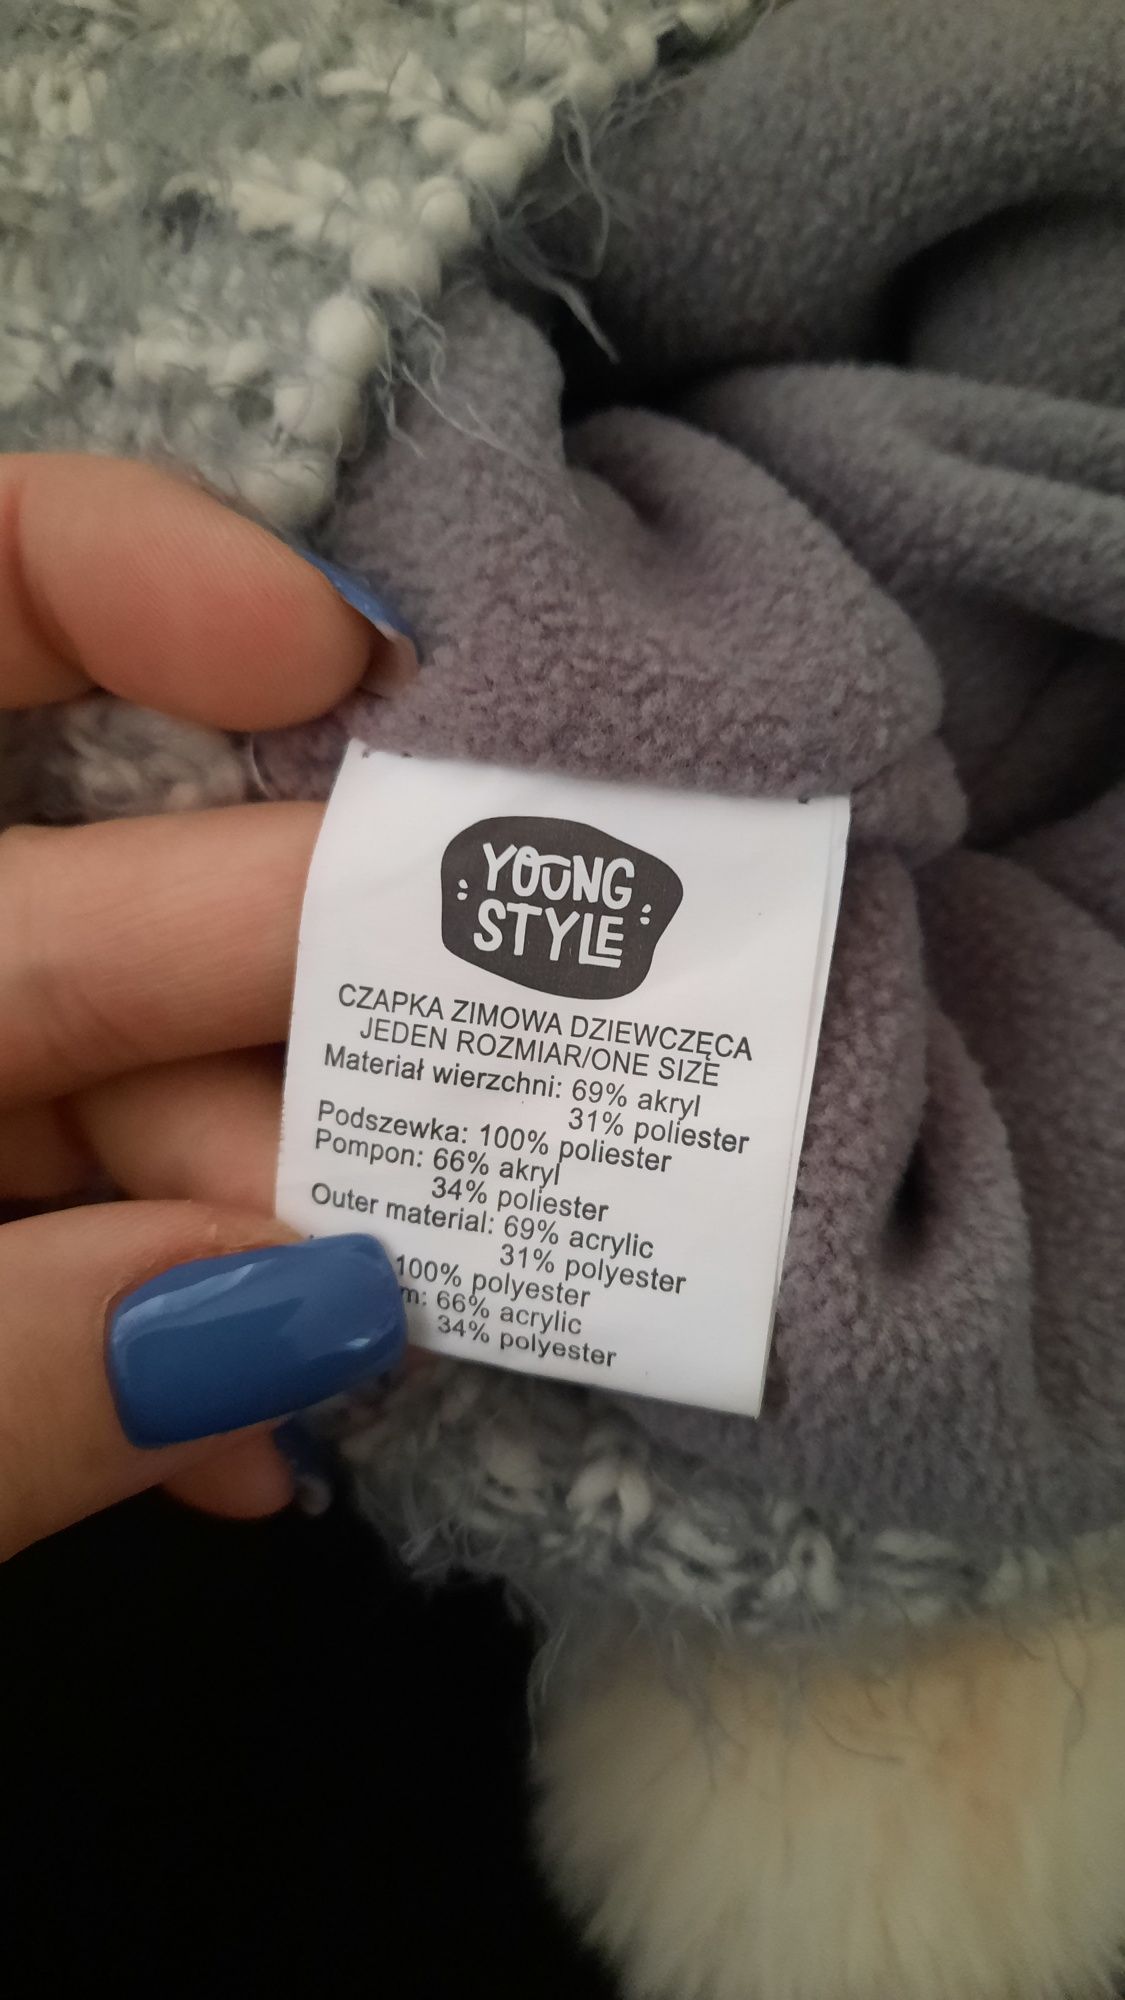 YOUNG
STYLE
CZAPKA ZIMOWA DZIEWCZĘCA
JEDEN ROZMIAR/ONE SIZE
Materiał wierzchni: 69% akryl
31% poliester
Podszewka: 100% poliester
Pompon: 66% akryl
34% poliester
Outer material: 69% acrylic
31% polyester
100% polyester
66% acrylic
34% polyester